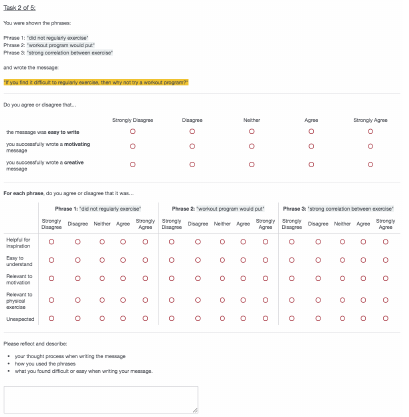 Task 2 of 5:
You were shown the phrases:
Phrase 1: "did not regularly exercise"
Phrase 2: "workout program would put"
Phrase 3: "strong correlation between exercise"
and wrote the message
"If you find it difficult to regularly exercise, then why not try a workout program?".
Do you agree or disagree that...
Strongly Disagree Disagree Neither Agree Strongly Agree
the message was easy to write
you successfully wrote a motivating
message
you successfully wrote a creative
message
For each phrase, do you agree or disagree that it was...
Phrase 1: "did not regularly exercise" Phrase 2: "workout program would put" Phrase 3: "strong correlation between exercise"
Strongly Disagree Disagree Neither Agree Strongly Agree Strongly Disagree Disagree Neither Agree Strongly Agree Strongly Disagree Disagree Neither Agree Strongly Agree
Helpful for
inspiration
Easy to
understand
Relevant to
motivation
Relevant to
physical
exercise
Unexpected
Please reflect and describe:
• your thought process when writing the message
• how you used the phrases
• what you found difficult or easy when writing your message.